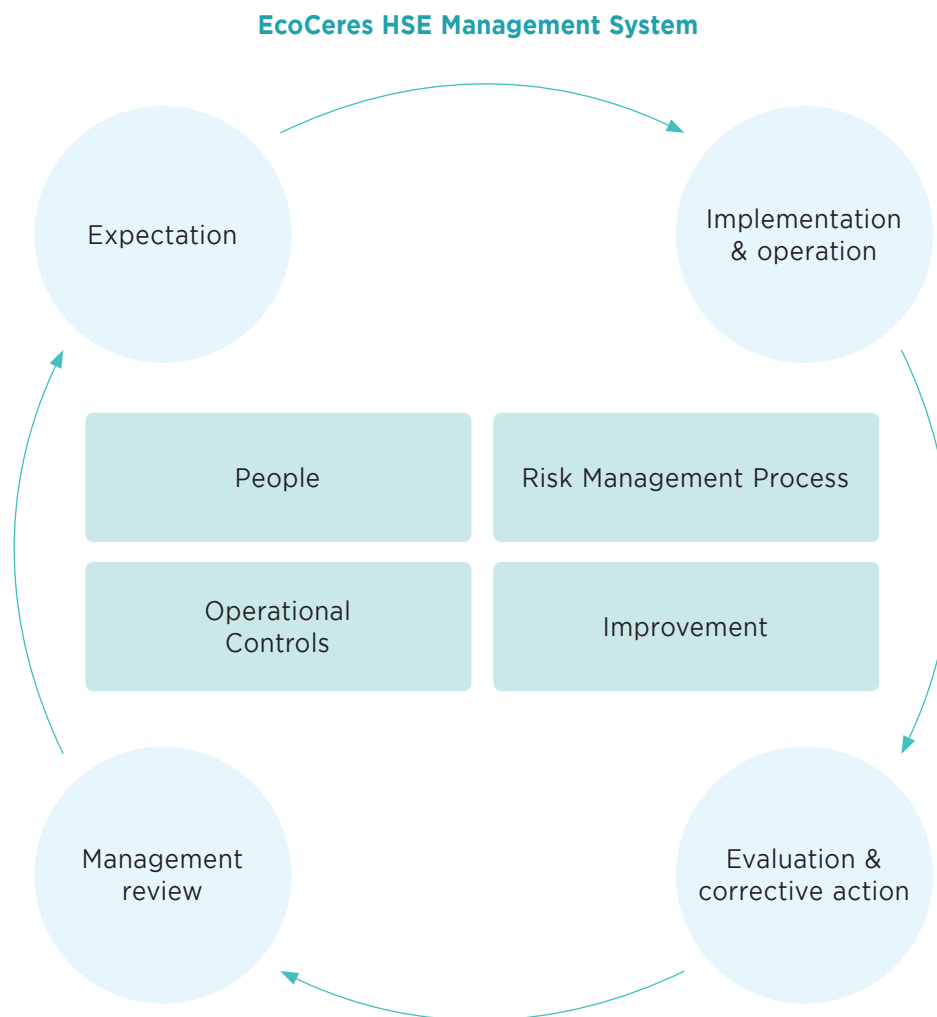 EcoCeres HSE Management System
Expectation
Implementation
& operation
People
Risk Management Process
Operational
Controls
Improvement
Management
review
Evaluation &
corrective action